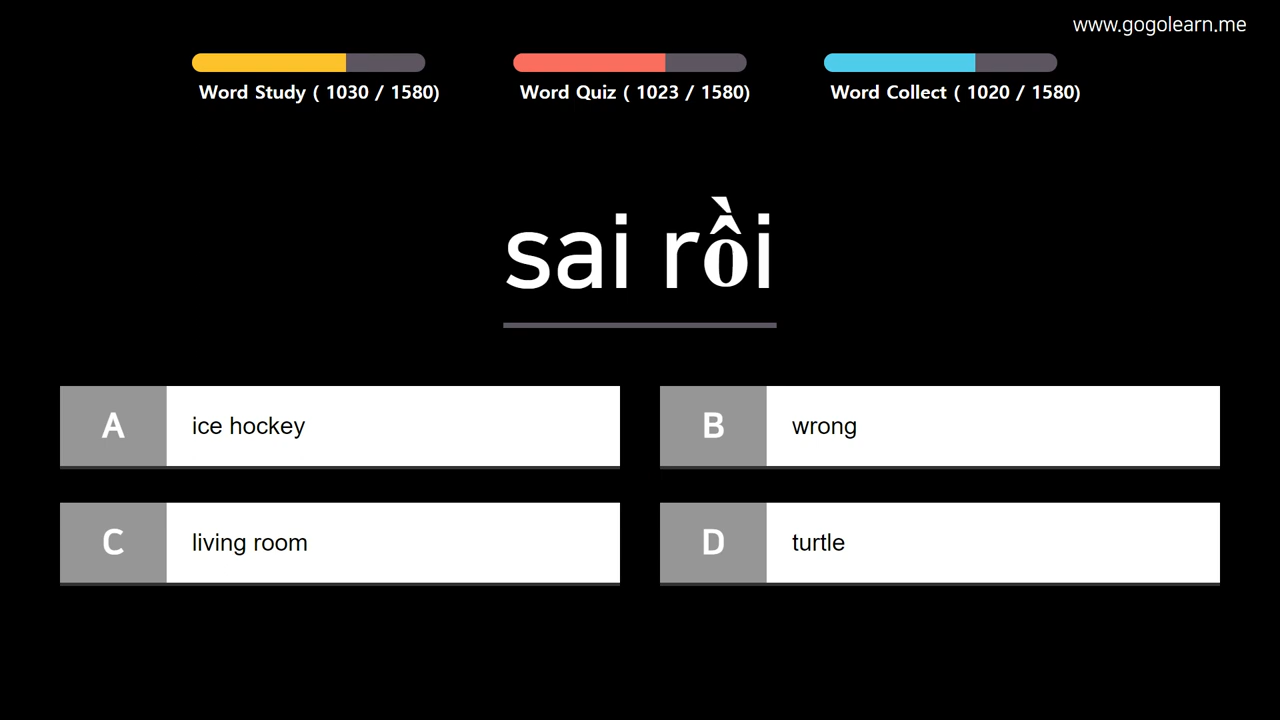 www.gogolearn.me
Word Study ( 1030 / 1580)
Word Quiz ( 1023 / 1580)
Word Collect ( 1020 / 1580)
sai rồi
A ice hockey
B wrong
C living room
D turtle